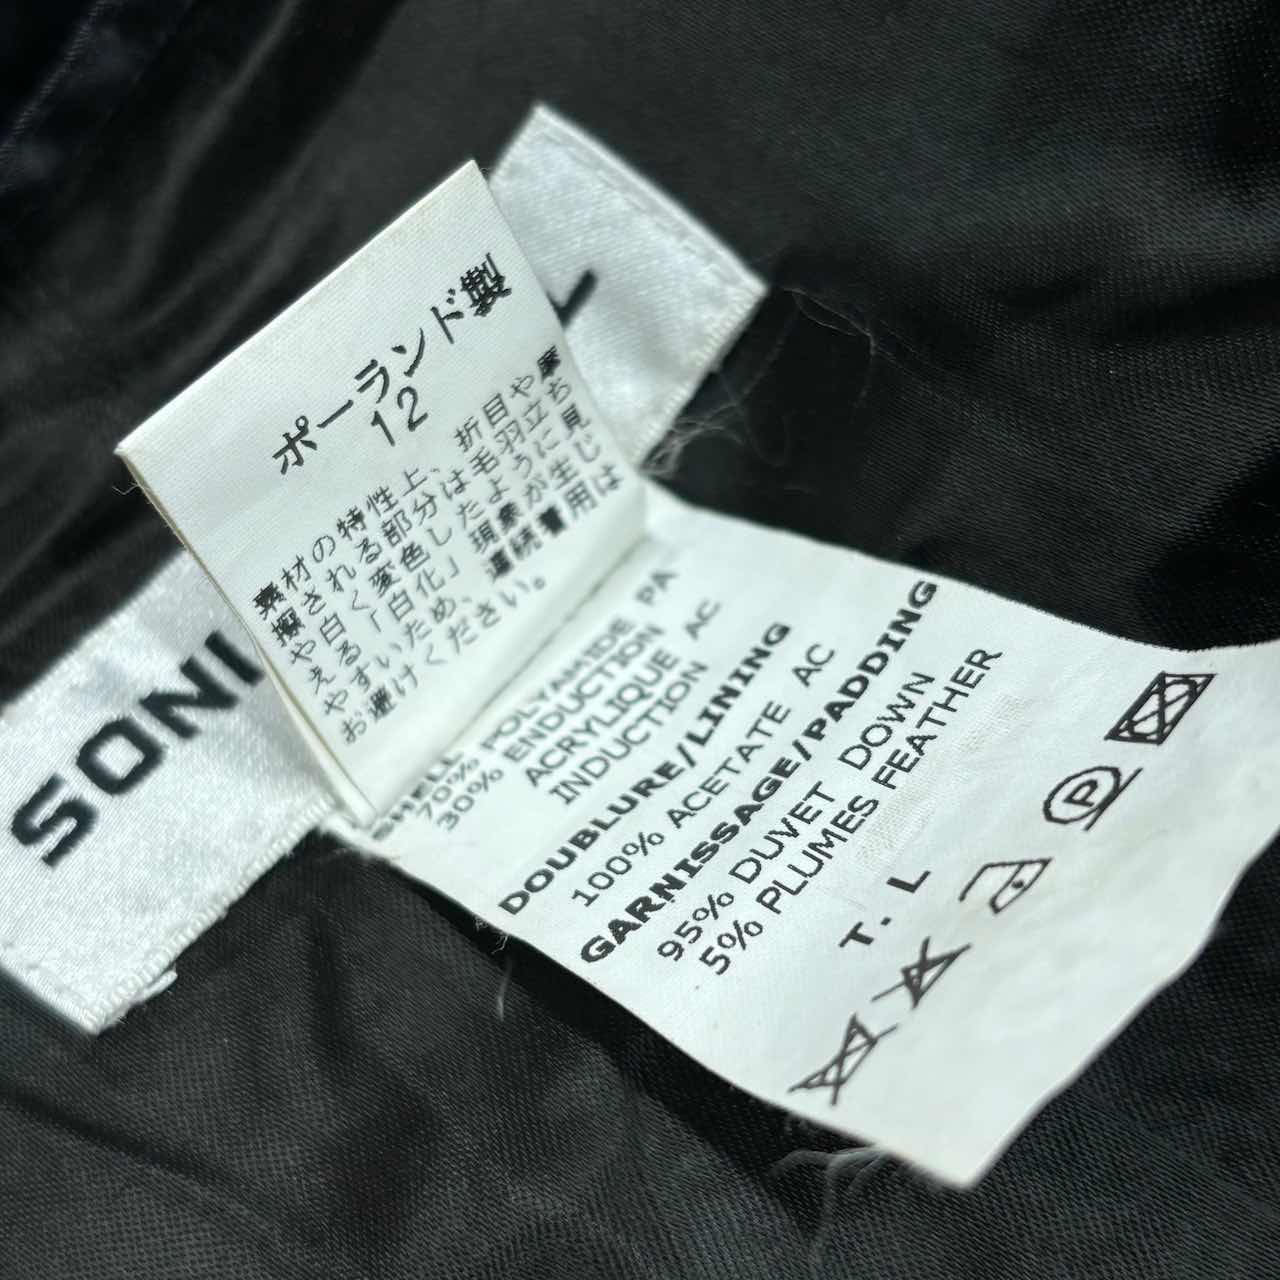 ポーランド製
12
素材の特性上、折目や摩
擦される部分は毛羽立ち
や白く変色したように見
える「白化」現象が生じ
やすいため、連続着用は
お避けください。
SONI
L
SHELL
70% POLYAMIDE PA
30% ENDUCTION
ACRYLIQUE AC
INDUCTION
DOUBLURE/LINING
100% ACETATE AC
GARNISSAGE/PADDING
95% DUVET DOWN
5% PLUMES FEATHER
T. L
P